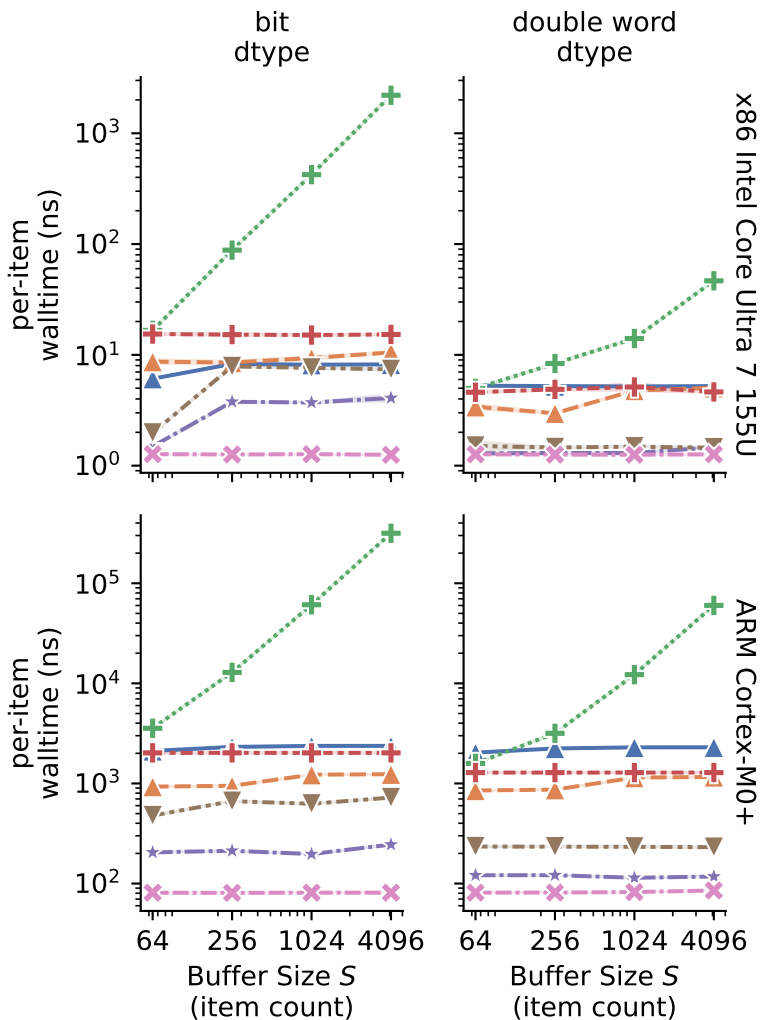 bit
dtype
double word
dtype
per-item
walltime (ns)
10³
10²
10¹
10⁰
x86 Intel Core Ultra 7 155U
per-item
walltime (ns)
10⁵
10⁴
10³
10²
ARM Cortex-M0+
64 256 1024 4096
64 256 1024 4096
Buffer Size S
(item count)
Buffer Size S
(item count)